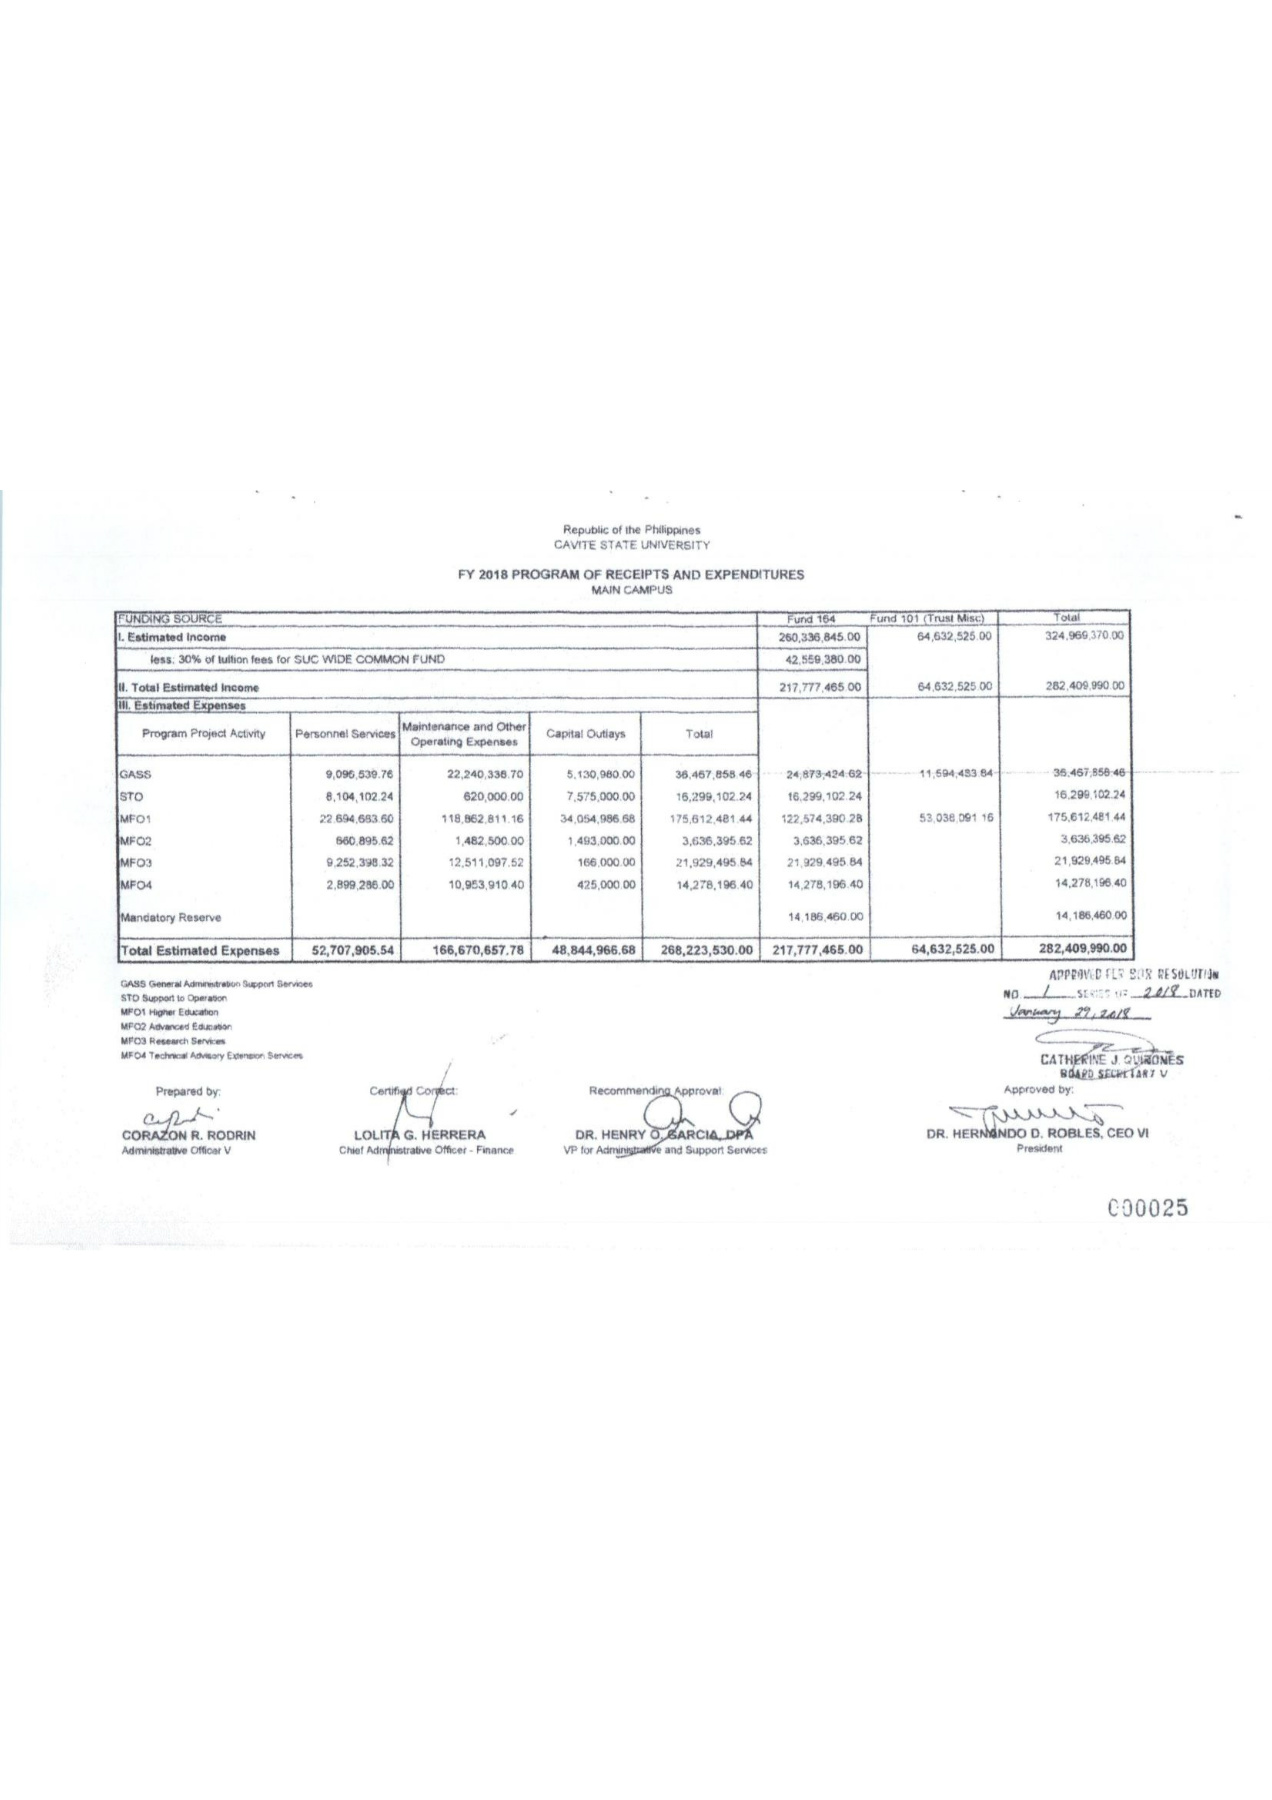 Republic of the Philippines
CAVITE STATE UNIVERSITY
FY 2018 PROGRAM OF RECEIPTS AND EXPENDITURES
MAIN CAMPUS
FUNDING SOURCE Fund 164 Fund 101 (Trust Misc) Total
I. Estimated Income 260,336,845.00 64,632,525.00 324,969,370.00
less: 30% of tuition fees for SUC WIDE COMMON FUND 42,559,380.00
II. Total Estimated Income 217,777,465.00 64,632,525.00 282,409,990.00
III. Estimated Expenses
Program Project Activity Personnel Services Maintenance and Other Operating Expenses Capital Outlays Total
GASS 9,096,539.76 22,240,338.70 5,130,980.00 36,467,858.46 24,873,424.62 11,594,433.84 36,467,858.46
STO 8,104,102.24 620,000.00 7,575,000.00 16,299,102.24 16,299,102.24 16,299,102.24
MFO1 22,694,683.60 118,862,811.16 34,054,986.68 175,612,481.44 122,574,390.28 53,038,091.16 175,612,481.44
MFO2 660,895.62 1,482,500.00 1,493,000.00 3,636,395.62 3,636,395.62 3,636,395.62
MFO3 9,252,398.32 12,511,097.52 166,000.00 21,929,495.84 21,929,495.84 21,929,495.84
MFO4 2,899,286.00 10,953,910.40 425,000.00 14,278,196.40 14,278,196.40 14,278,196.40
Mandatory Reserve 14,186,460.00 14,186,460.00
Total Estimated Expenses 52,707,905.54 166,670,657.78 48,844,966.68 268,223,530.00 217,777,465.00 64,632,525.00 282,409,990.00
GASS General Administration Support Services
STO Support to Operation
MFO1 Higher Education
MFO2 Advanced Education
MFO3 Research Services
MFO4 Technical Advisory Extension Services
APPROVED PER BOR RESOLUTION
NO. 1 SERIES OF 2018 DATED
January 29, 2018
CATHERINE J. QUIÑONES
BOARD SECRETARY V
Prepared by: Certified Correct: Recommending Approval: Approved by:
CORAZON R. RODRIN LOLITA G. HERRERA DR. HENRY O. GARCIA, DPA DR. HERNANDO D. ROBLES, CEO VI
Administrative Officer V Chief Administrative Officer - Finance VP for Administrative and Support Services President
000025